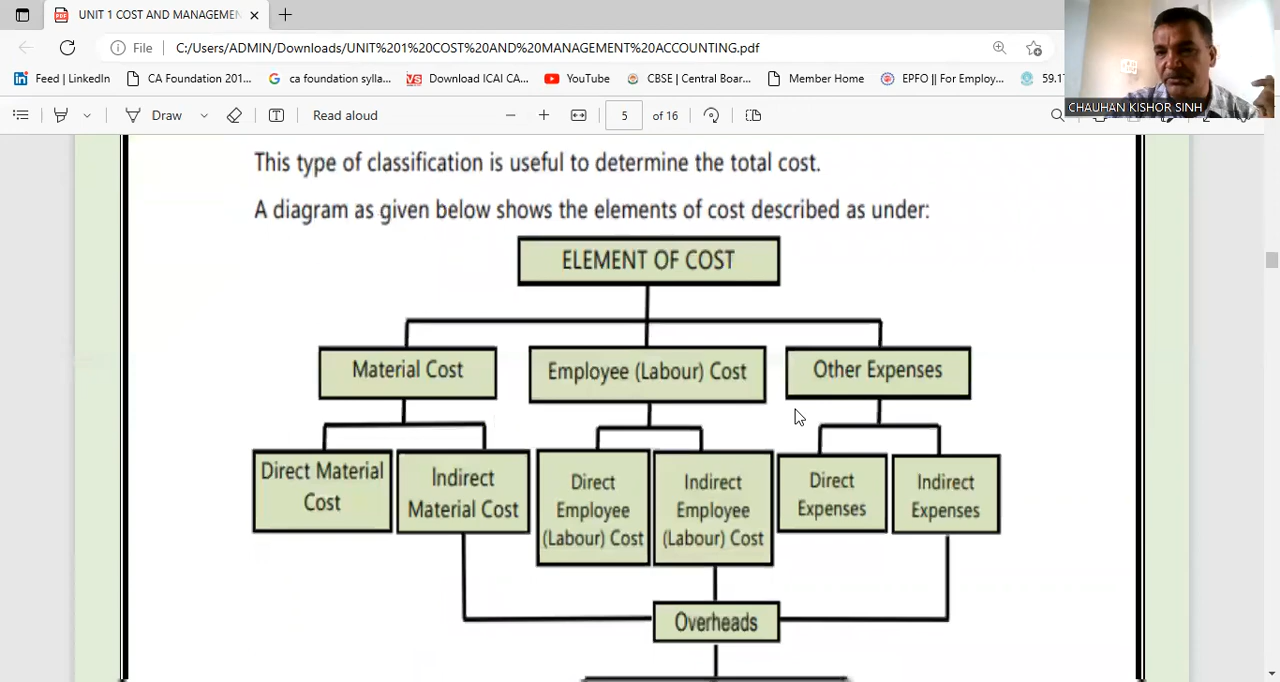 UNIT 1 COST AND MANAGEMEN
File
C:/Users/ADMIN/Downloads/UNIT%201%20COST%20AND%20MANAGEMENT%20ACCOUNTING.pdf
Feed | LinkedIn
CA Foundation 201...
ca foundation sylla...
Download ICAI CA...
YouTube
CBSE | Central Boar...
Member Home
EPFO || For Employ...
59.17
CHAUHAN KISHOR SINH
Draw
Read aloud
5
of 16
This type of classification is useful to determine the total cost.
A diagram as given below shows the elements of cost described as under:
ELEMENT OF COST
Material Cost
Employee (Labour) Cost
Other Expenses
Direct Material
Cost
Indirect
Material Cost
Direct
Employee
(Labour) Cost
Indirect
Employee
(Labour) Cost
Direct
Expenses
Indirect
Expenses
Overheads